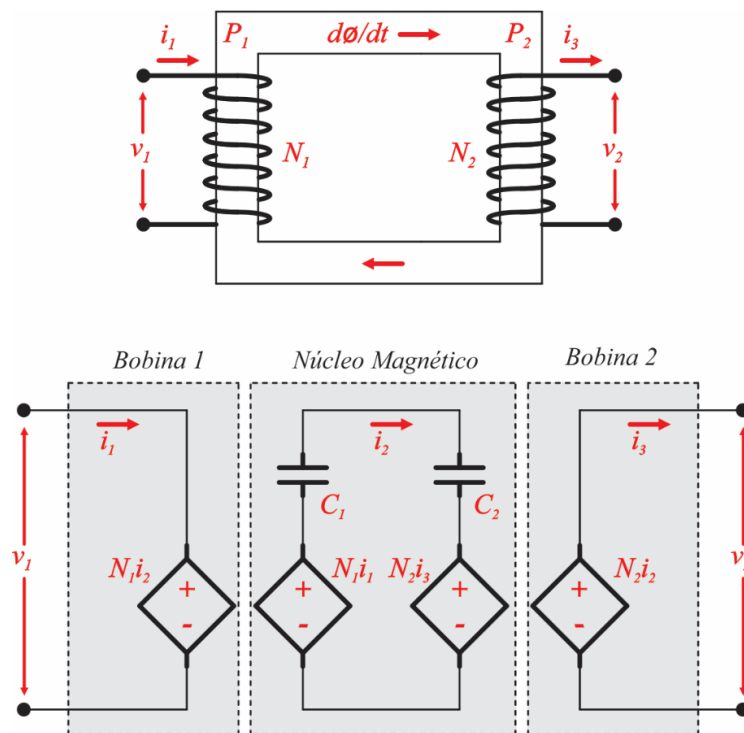 i₁ P₁ dø/dt P₂ i₃
v₁ N₁ N₂ v₂
Bobina 1 Núcleo Magnético Bobina 2
i₁ i₂ i₃
C₁ C₂
v₁ N₁i₂ N₁i₁ N₂i₃ N₂i₂
+ + + +
- - - -